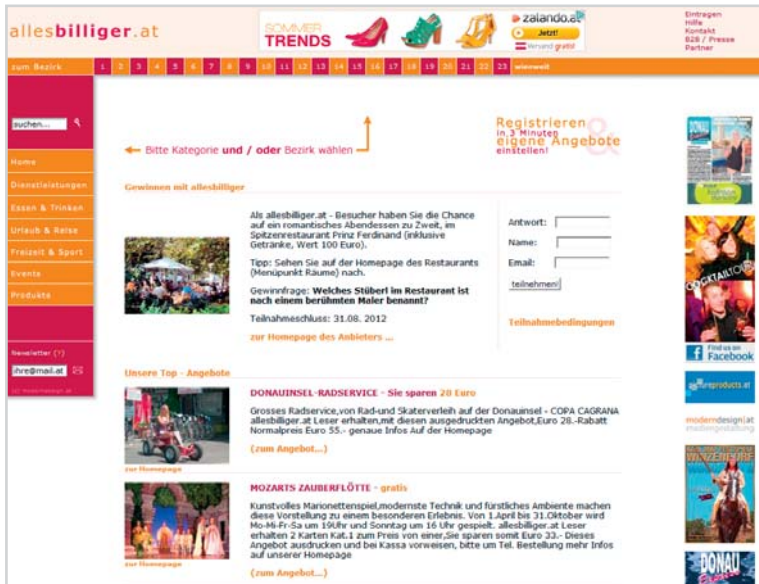 allesbilliger.at
SOMMER
TRENDS
zalando.at
Jetzt!
Versand gratis!
Eintragen
Hilfe
Kontakt
B2B / Presse
Partner
zum Bezirk 1 2 3 4 5 6 7 8 9 10 11 12 13 14 15 16 17 18 19 20 21 22 23 wienweit
suchen...
Home
Dienstleistungen
Essen & Trinken
Urlaub & Reise
Freizeit & Sport
Events
Produkte
Newsletter (?)
ihre@mail.at
Bitte Kategorie und / oder Bezirk wählen
Registrieren &
in 3 Minuten
eigene Angebote
einstellen!
Gewinnen mit allesbilliger
Als allesbilliger.at - Besucher haben Sie die Chance
auf ein romantisches Abendessen zu Zweit, im
Spitzenrestaurant Prinz Ferdinand (inklusive
Getränke, Wert 100 Euro).
Tipp: Sehen Sie auf der Homepage des Restaurants
(Menüpunkt Räume) nach.
Gewinnfrage: Welches Stüberl im Restaurant ist
nach einem berühmten Maler benannt?
Teilnahmeschluss: 31.08. 2012
zur Homepage des Anbieters ...
Antwort:
Name:
Email:
teilnehmen!
Teilnahmebedingungen
Unsere Top - Angebote
DONAUINSEL-RADSERVICE - Sie sparen 28 Euro
Grosses Radservice,von Rad-und Skaterverleih auf der Donauinsel - COPA CAGRANA
allesbilliger.at Leser erhalten,mit diesen ausgedruckten Angebot,Euro 28.-Rabatt
Normalpreis Euro 55.- genaue Infos Auf der Homepage
(zum Angebot...)
zur Homepage
MOZARTS ZAUBERFLÖTTE - gratis
Kunstvolles Marionettenspiel,modernste Technik und fürstliches Ambiente machen
diese Vorstellung zu einem besonderen Erlebnis. Von 1.April bis 31.Oktober wird
Mo-Mi-Fr-Sa um 19Uhr und Sonntag um 16 Uhr gespielt. allesbilliger.at Leser
erhalten 2 Karten Kat.1 zum Preis von einer,Sie sparen somit Euro 33.- Dieses
Angebot ausdrucken und bei Kassa vorweisen, bitte um Tel. Bestellung mehr Infos
auf unserer Homepage
(zum Angebot...)
zur Homepage
DONAU
COCKTAILTOUR
Find us on
Facebook
pureproducts.at
moderndesign|at
mediengestaltung
DONAU